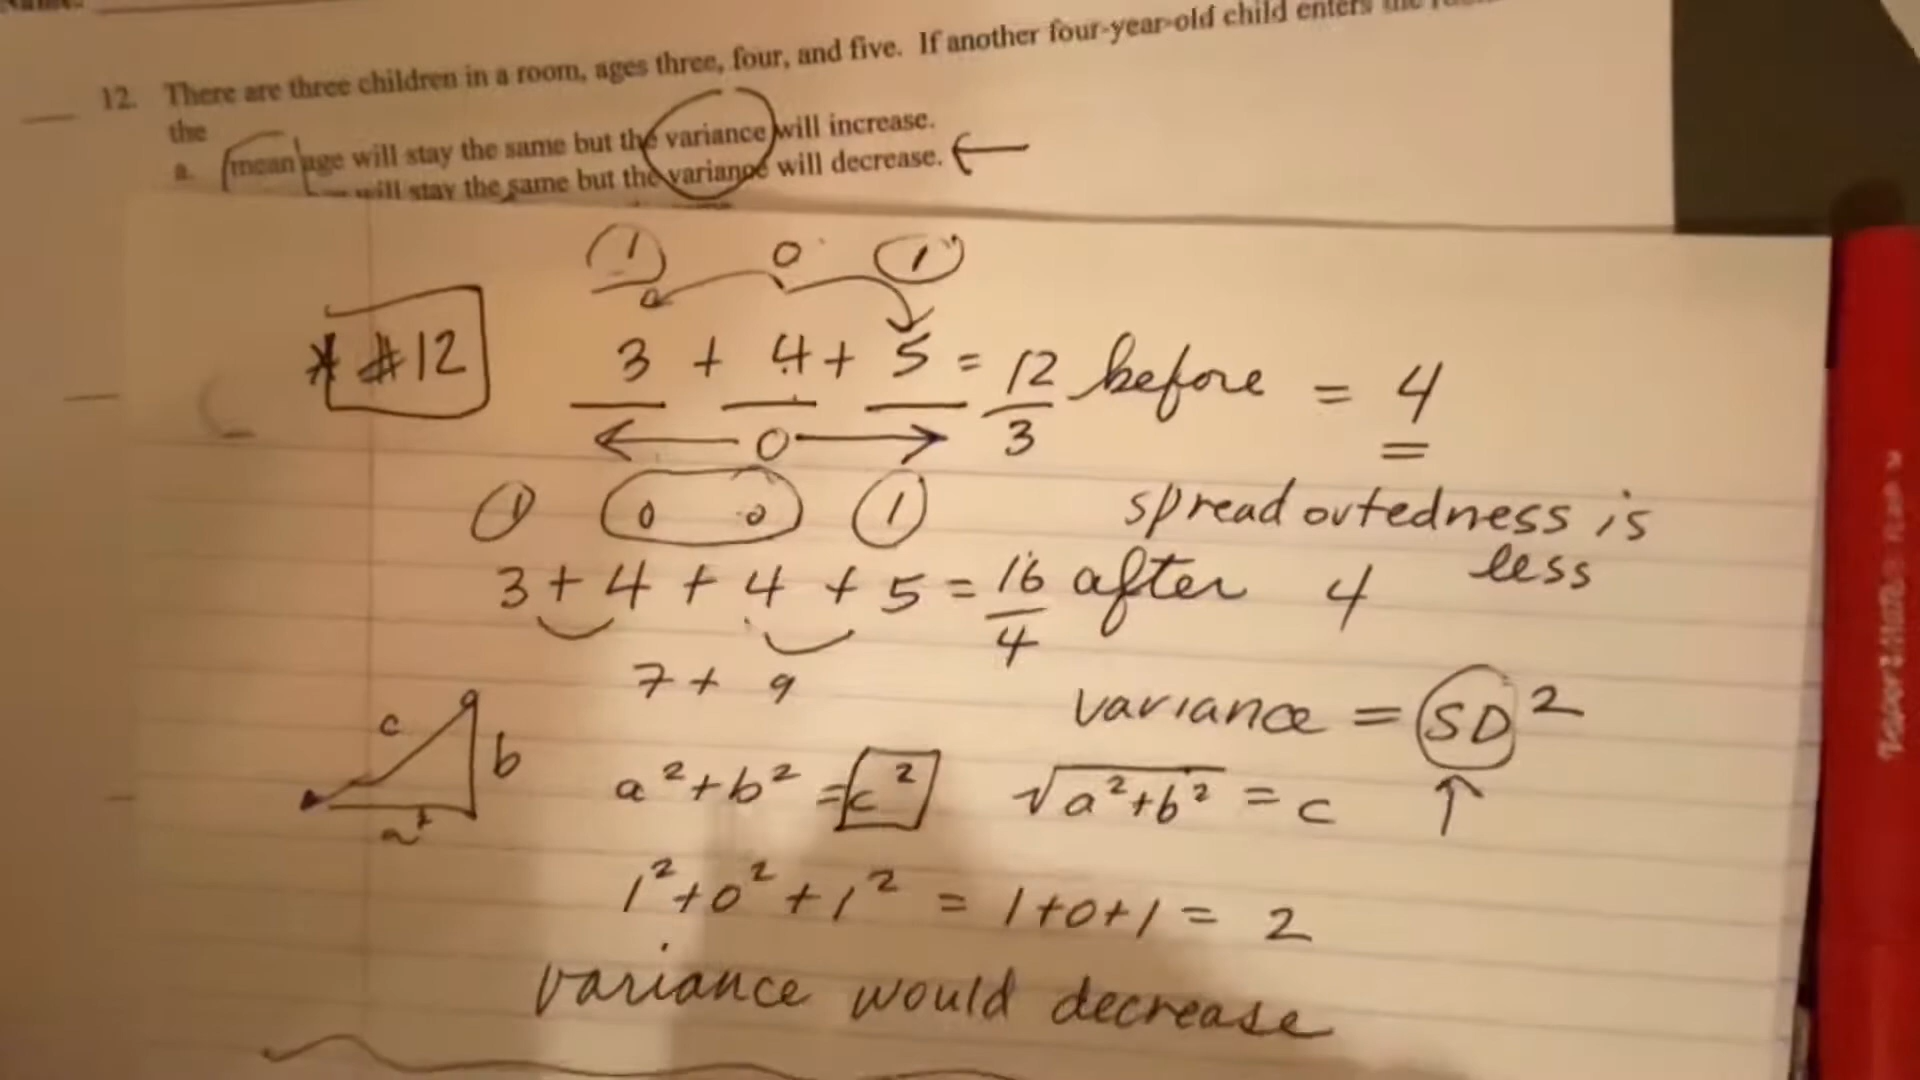 12. There are three children in a room, ages three, four, and five. If another four-year-old child enters the
the
a. mean age will stay the same but the variance will increase.
will stay the same but the variance will decrease.
1 0 1
* #12
3 + 4 + 5 = 12/3 before = 4
0
1 0 0 1
spread outedness is
less
3 + 4 + 4 + 5 = 16/4 after 4
7 + 9
variance = SD²
c b a
a² + b² = c² √a² + b² = c
1² + 0² + 1² = 1 + 0 + 1 = 2
variance would decrease